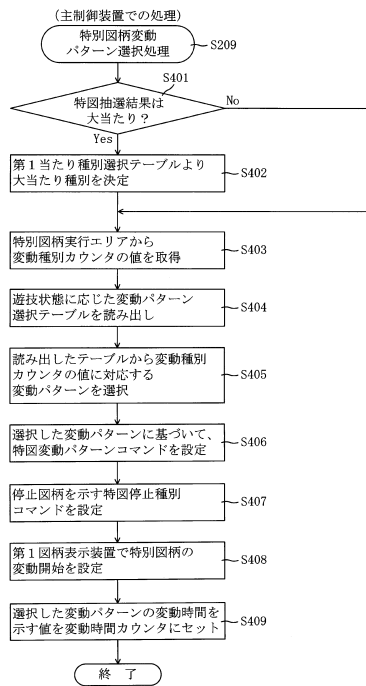 (主制御装置での処理)
特別図柄変動
パターン選択処理
S209
S401
特図抽選結果は
大当たり?
No
Yes
第1当たり種別選択テーブルより
大当たり種別を決定
S402
特別図柄実行エリアから
変動種別カウンタの値を取得
S403
遊技状態に応じた変動パターン
選択テーブルを読み出し
S404
読み出したテーブルから変動種別
カウンタの値に対応する
変動パターンを選択
S405
選択した変動パターンに基づいて、
特図変動パターンコマンドを設定
S406
停止図柄を示す特図停止種別
コマンドを設定
S407
第1図柄表示装置で特別図柄の
変動開始を設定
S408
選択した変動パターンの変動時間を
示す値を変動時間カウンタにセット
S409
終 了